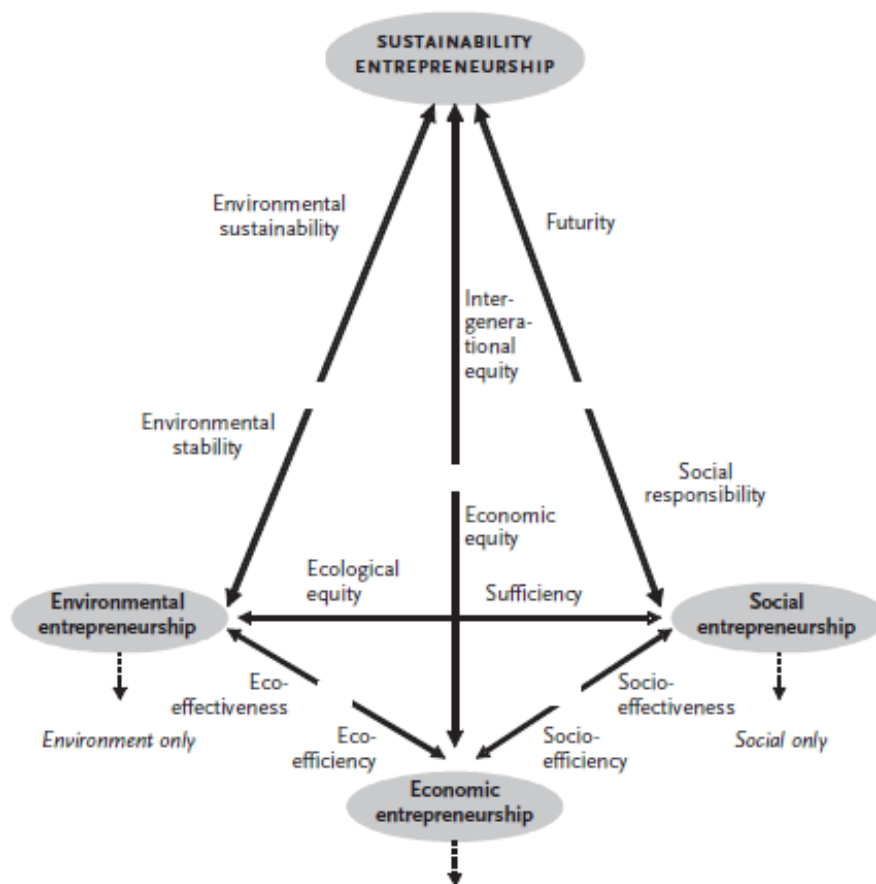 SUSTAINABILITY
ENTREPRENEURSHIP
Environmental
sustainability
Futurity
Inter-
genera-
tional
equity
Environmental
stability
Social
responsibility
Economic
equity
Ecological
equity
Sufficiency
Environmental
entrepreneurship
Social
entrepreneurship
Eco-
effectiveness
Socio-
effectiveness
Environment only
Eco-
efficiency
Socio-
efficiency
Social only
Economic
entrepreneurship